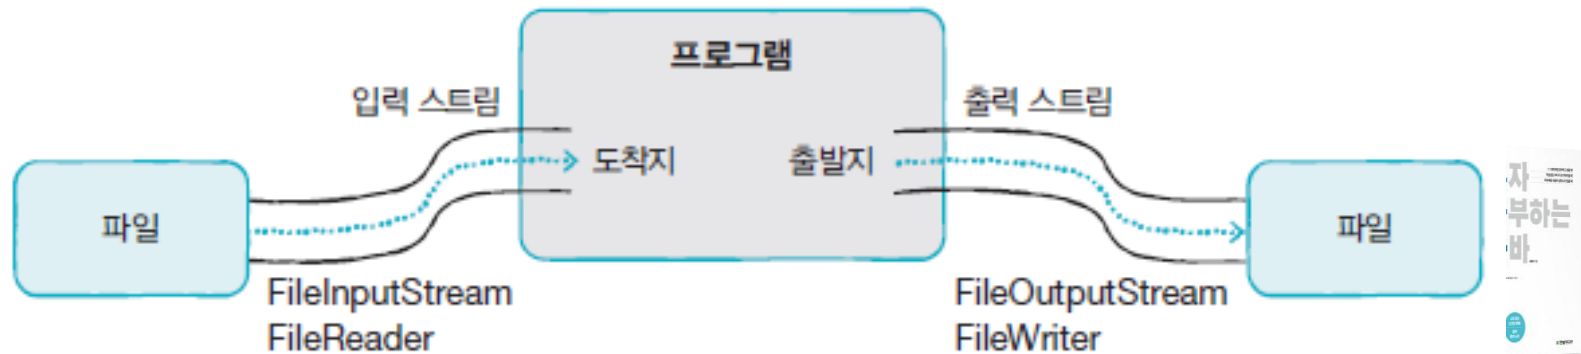 프로그램
입력 스트림
출력 스트림
도착지
출발지
파일
파일
FileInputStream
FileReader
FileOutputStream
FileWriter
자
부하는
바